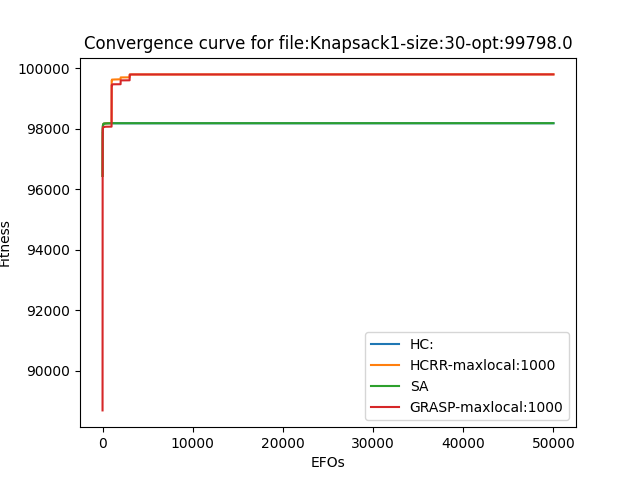 Convergence curve for file:Knapsack1-size:30-opt:99798.0
100000
98000
96000
94000
92000
90000
0
10000
20000
30000
40000
50000
EFOs
HC:
HCRR-maxlocal:1000
SA
GRASP-maxlocal:1000